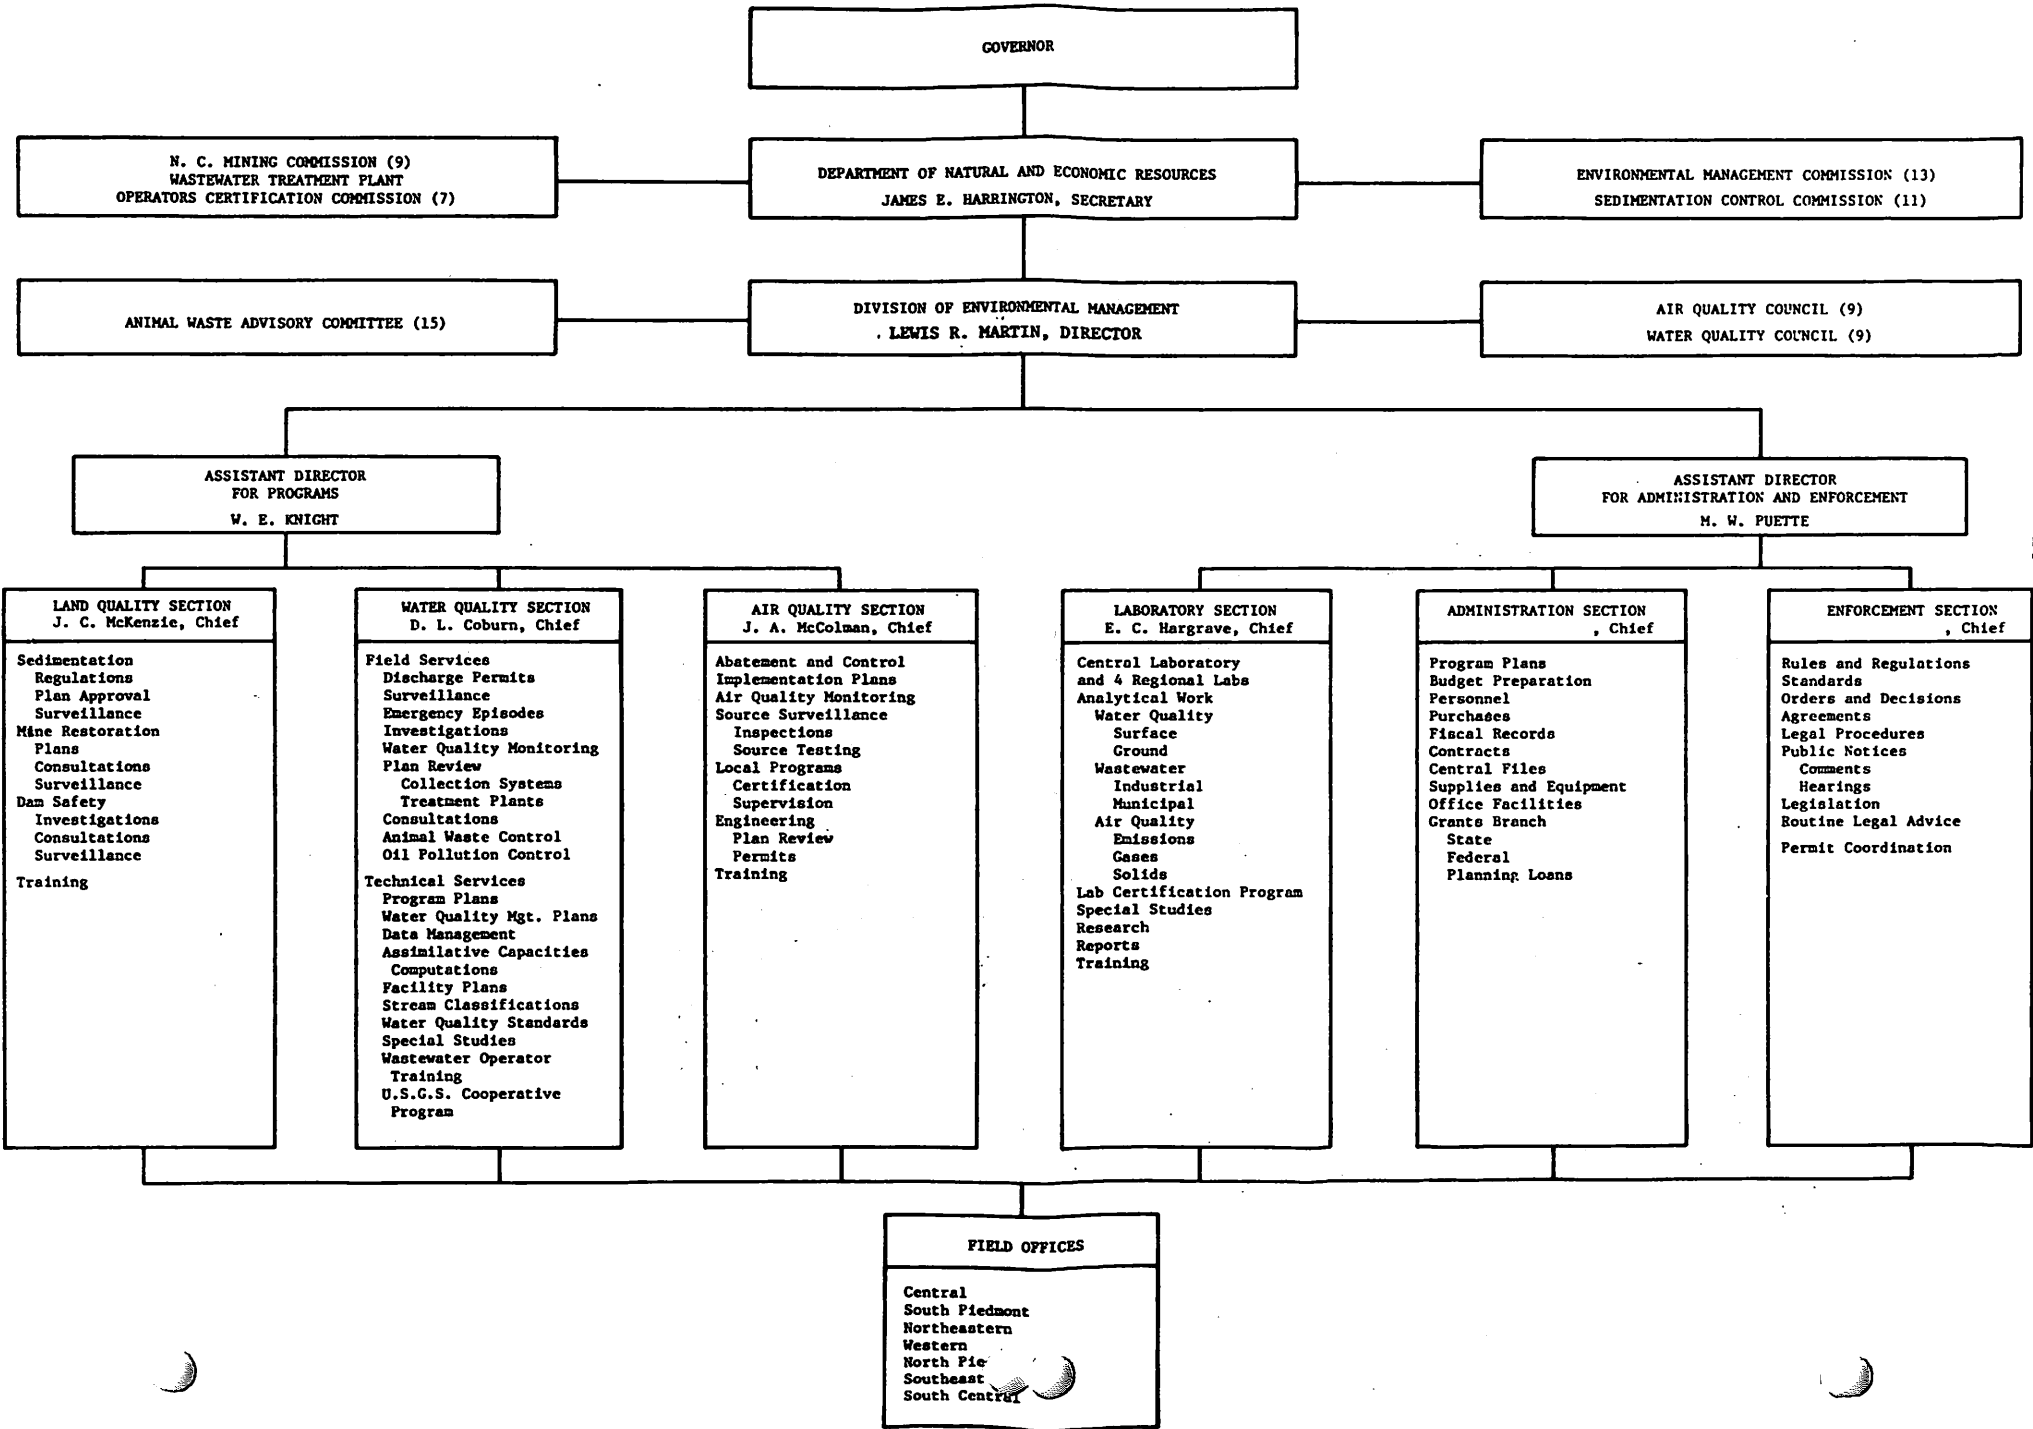 GOVERNOR
N. C. MINING COMMISSION (9)
WASTEWATER TREATMENT PLANT
OPERATORS CERTIFICATION COMMISSION (7)
DEPARTMENT OF NATURAL AND ECONOMIC RESOURCES
JAMES E. HARRINGTON, SECRETARY
ENVIRONMENTAL MANAGEMENT COMMISSION (13)
SEDIMENTATION CONTROL COMMISSION (11)
ANIMAL WASTE ADVISORY COMMITTEE (15)
DIVISION OF ENVIRONMENTAL MANAGEMENT
LEWIS R. MARTIN, DIRECTOR
AIR QUALITY COUNCIL (9)
WATER QUALITY COUNCIL (9)
ASSISTANT DIRECTOR
FOR PROGRAMS
W. E. KNIGHT
ASSISTANT DIRECTOR
FOR ADMINISTRATION AND ENFORCEMENT
M. W. PUETTE
LAND QUALITY SECTION
J. C. McKenzie, Chief
Sedimentation
Regulations
Plan Approval
Surveillance
Mine Restoration
Plans
Consultations
Surveillance
Dam Safety
Investigations
Consultations
Surveillance
Training
WATER QUALITY SECTION
D. L. Coburn, Chief
Field Services
Discharge Permits
Surveillance
Emergency Episodes
Investigations
Water Quality Monitoring
Plan Review
Collection Systems
Treatment Plants
Consultations
Animal Waste Control
Oil Pollution Control
Technical Services
Program Plans
Water Quality Mgt. Plans
Data Management
Assimilative Capacities
Computations
Facility Plans
Stream Classifications
Water Quality Standards
Special Studies
Wastewater Operator
Training
U.S.G.S. Cooperative
Program
AIR QUALITY SECTION
J. A. McColman, Chief
Abatement and Control
Implementation Plans
Air Quality Monitoring
Source Surveillance
Inspections
Source Testing
Local Programs
Certification
Supervision
Engineering
Plan Review
Permits
Training
LABORATORY SECTION
E. C. Hargrave, Chief
Central Laboratory
and 4 Regional Labs
Analytical Work
Water Quality
Surface
Ground
Wastewater
Industrial
Municipal
Air Quality
Emissions
Gases
Solids
Lab Certification Program
Special Studies
Research
Reports
Training
ADMINISTRATION SECTION
, Chief
Program Plans
Budget Preparation
Personnel
Purchases
Fiscal Records
Contracts
Central Files
Supplies and Equipment
Office Facilities
Grants Branch
State
Federal
Planning Loans
ENFORCEMENT SECTION
, Chief
Rules and Regulations
Standards
Orders and Decisions
Agreements
Legal Procedures
Public Notices
Comments
Hearings
Legislation
Routine Legal Advice
Permit Coordination
FIELD OFFICES
Central
South Piedmont
Northeastern
Western
North Pie
Southeast
South Central